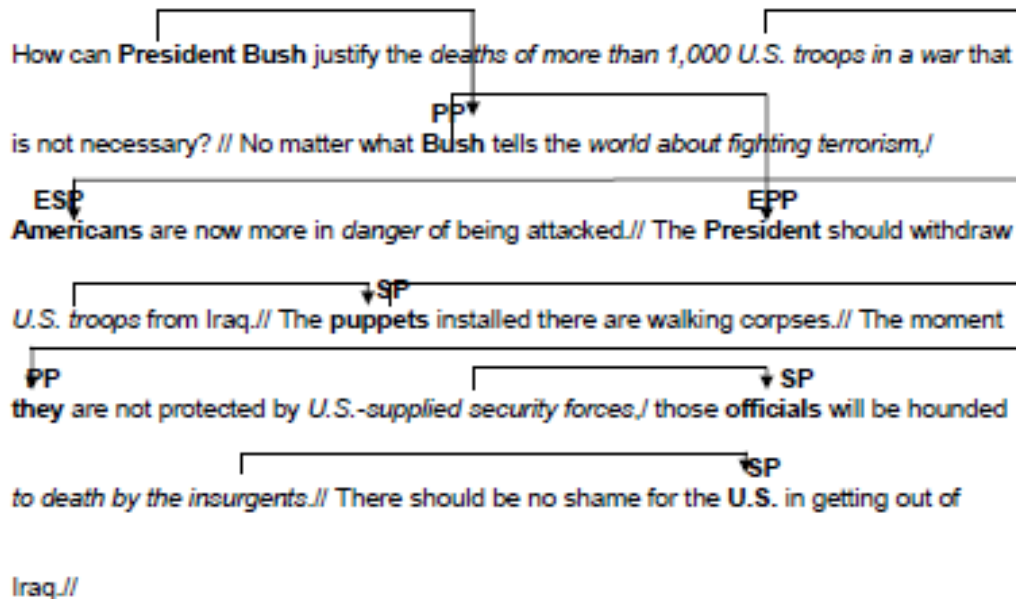 How can President Bush justify the deaths of more than 1,000 U.S. troops in a war that
PP
is not necessary? // No matter what Bush tells the world about fighting terrorism,/
ESP EPP
Americans are now more in danger of being attacked.// The President should withdraw
SP
U.S. troops from Iraq.// The puppets installed there are walking corpses.// The moment
PP SP
they are not protected by U.S.-supplied security forces,/ those officials will be hounded
SP
to death by the insurgents.// There should be no shame for the U.S. in getting out of
Iraq.//